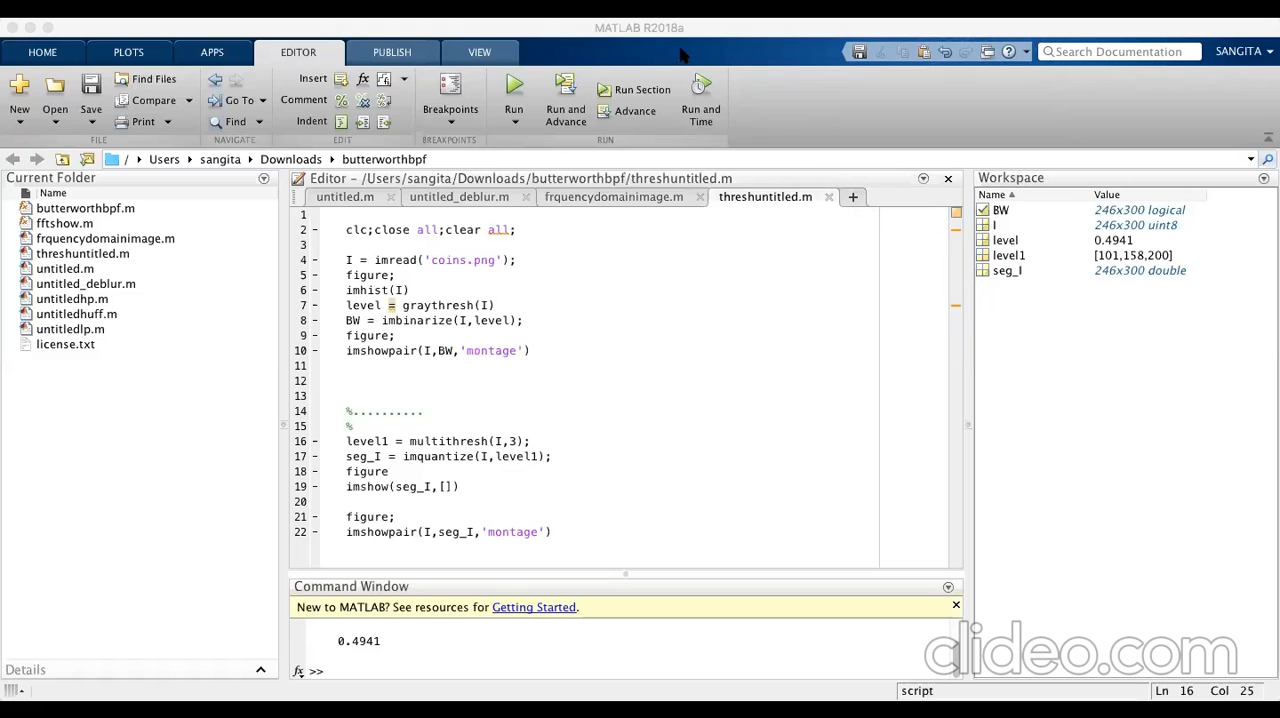 MATLAB R2018a
HOME PLOTS APPS EDITOR PUBLISH VIEW Search Documentation SANGITA
New Open Save Find Files Compare Print Go To Find Insert fx Comment % Indent Breakpoints Run Run and Advance Run Section Advance Run and Time
FILE NAVIGATE EDIT BREAKPOINTS RUN
/ Users sangita Downloads butterworthbpf
Current Folder
Name
butterworthbpf.m
fftshow.m
frquencydomainimage.m
threshuntitled.m
untitled.m
untitled_deblur.m
untitledhp.m
untitledhuff.m
untitledlp.m
license.txt
Details
Editor – /Users/sangita/Downloads/butterworthbpf/threshuntitled.m
untitled.m untitled_deblur.m frquencydomainimage.m threshuntitled.m
1
2 – clc;close all;clear all;
3
4 – I = imread('coins.png');
5 – figure;
6 – imhist(I)
7 – level = graythresh(I)
8 – BW = imbinarize(I,level);
9 – figure;
10 – imshowpair(I,BW,'montage')
11
12
13
14 %..........
15 %
16 – level1 = multithresh(I,3);
17 – seg_I = imquantize(I,level1);
18 – figure
19 – imshow(seg_I,[])
20
21 – figure;
22 – imshowpair(I,seg_I,'montage')
Command Window
New to MATLAB? See resources for Getting Started.
0.4941
fx >>
Workspace
Name Value
BW 246x300 logical
I 246x300 uint8
level 0.4941
level1 [101,158,200]
seg_I 246x300 double
clideo.com
script Ln 16 Col 25